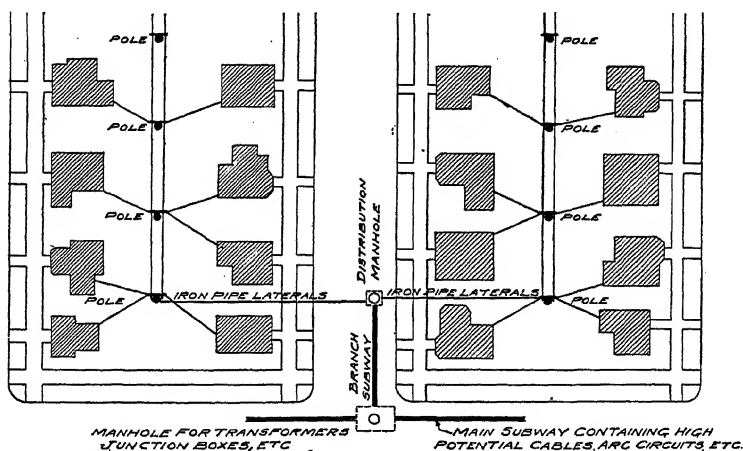 POLE
POLE
POLE
POLE
POLE
POLE
POLE
POLE
DISTRIBUTION
MANHOLE
IRON PIPE LATERALS
IRON PIPE LATERALS
BRANCH
SUBWAY
MANHOLE FOR TRANSFORMERS
JUNCTION BOXES, ETC
MAIN SUBWAY CONTAINING HIGH
POTENTIAL CABLES, ARC CIRCUITS, ETC.